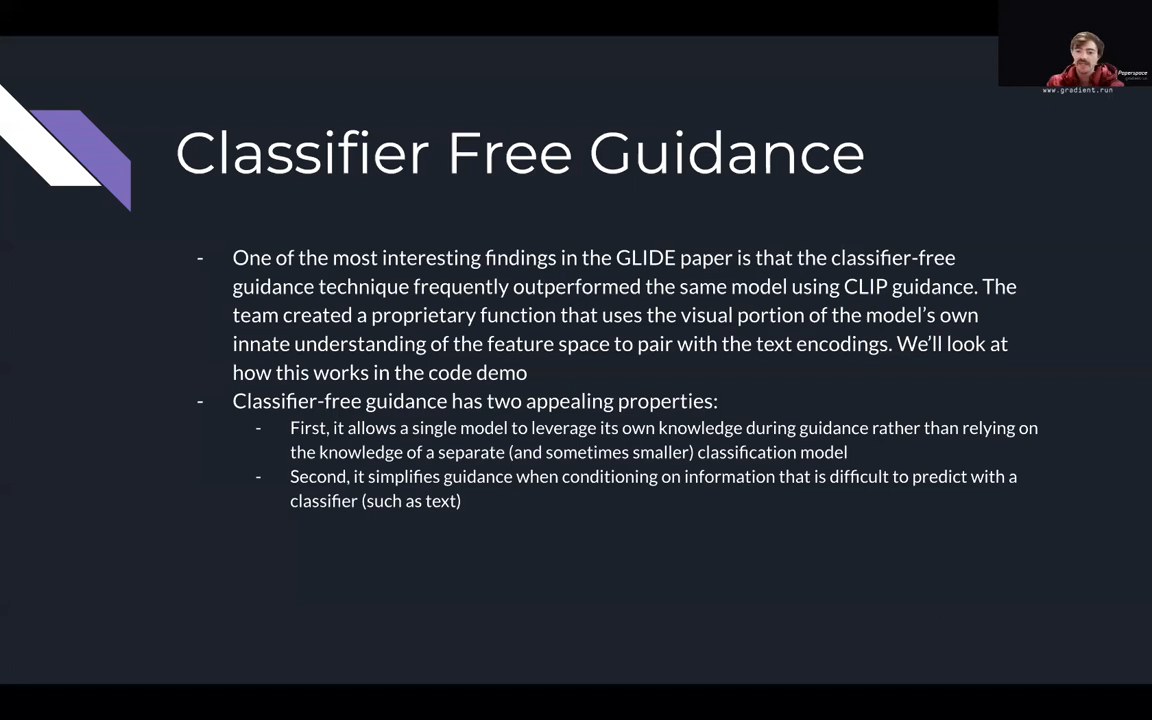 Paperspace
www.gradient.run
Classifier Free Guidance
- One of the most interesting findings in the GLIDE paper is that the classifier-free
guidance technique frequently outperformed the same model using CLIP guidance. The
team created a proprietary function that uses the visual portion of the model’s own
innate understanding of the feature space to pair with the text encodings. We’ll look at
how this works in the code demo
- Classifier-free guidance has two appealing properties:
- First, it allows a single model to leverage its own knowledge during guidance rather than relying on
the knowledge of a separate (and sometimes smaller) classification model
- Second, it simplifies guidance when conditioning on information that is difficult to predict with a
classifier (such as text)